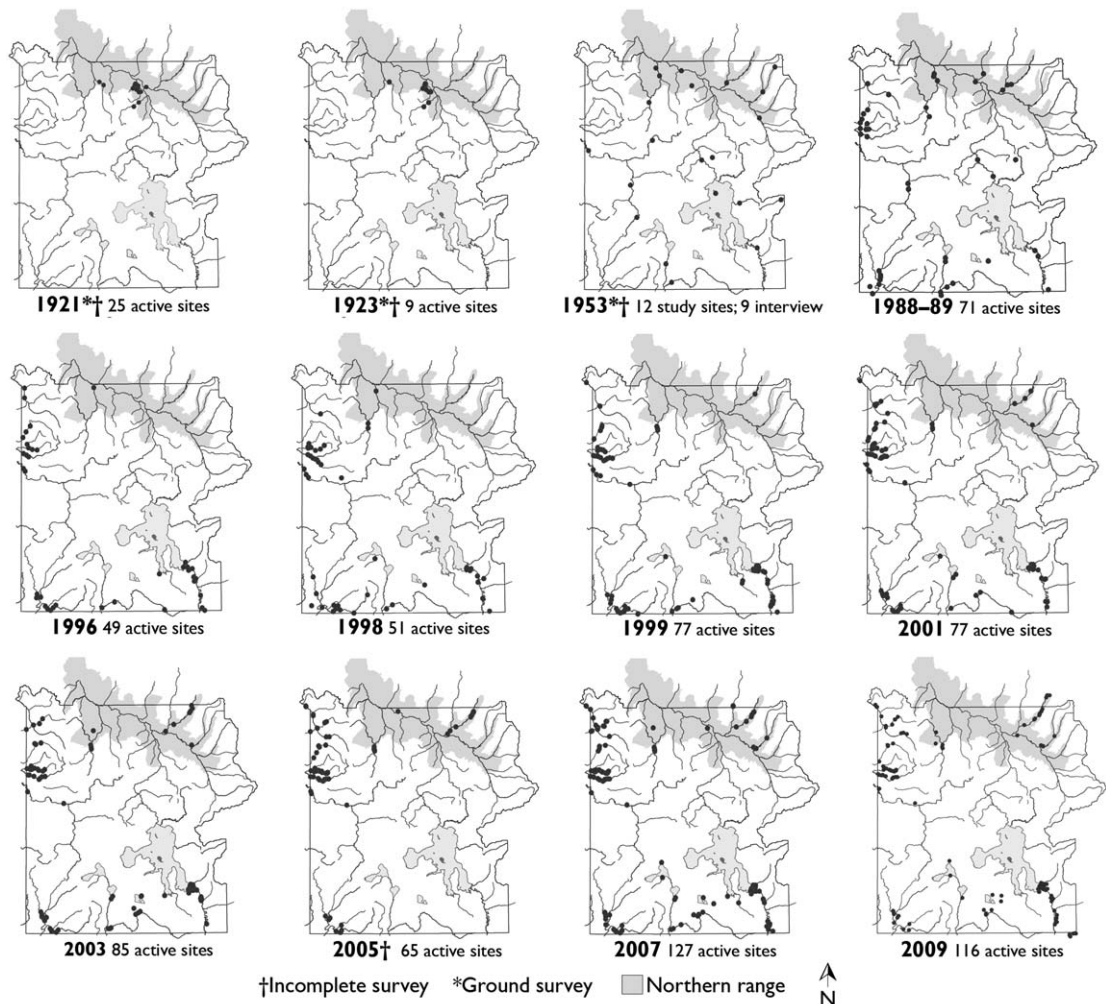 1921*† 25 active sites
1923*† 9 active sites
1953*† 12 study sites; 9 interview
1988–89 71 active sites
1996 49 active sites
1998 51 active sites
1999 77 active sites
2001 77 active sites
2003 85 active sites
2005† 65 active sites
2007 127 active sites
2009 116 active sites
†Incomplete survey *Ground survey Northern range
N